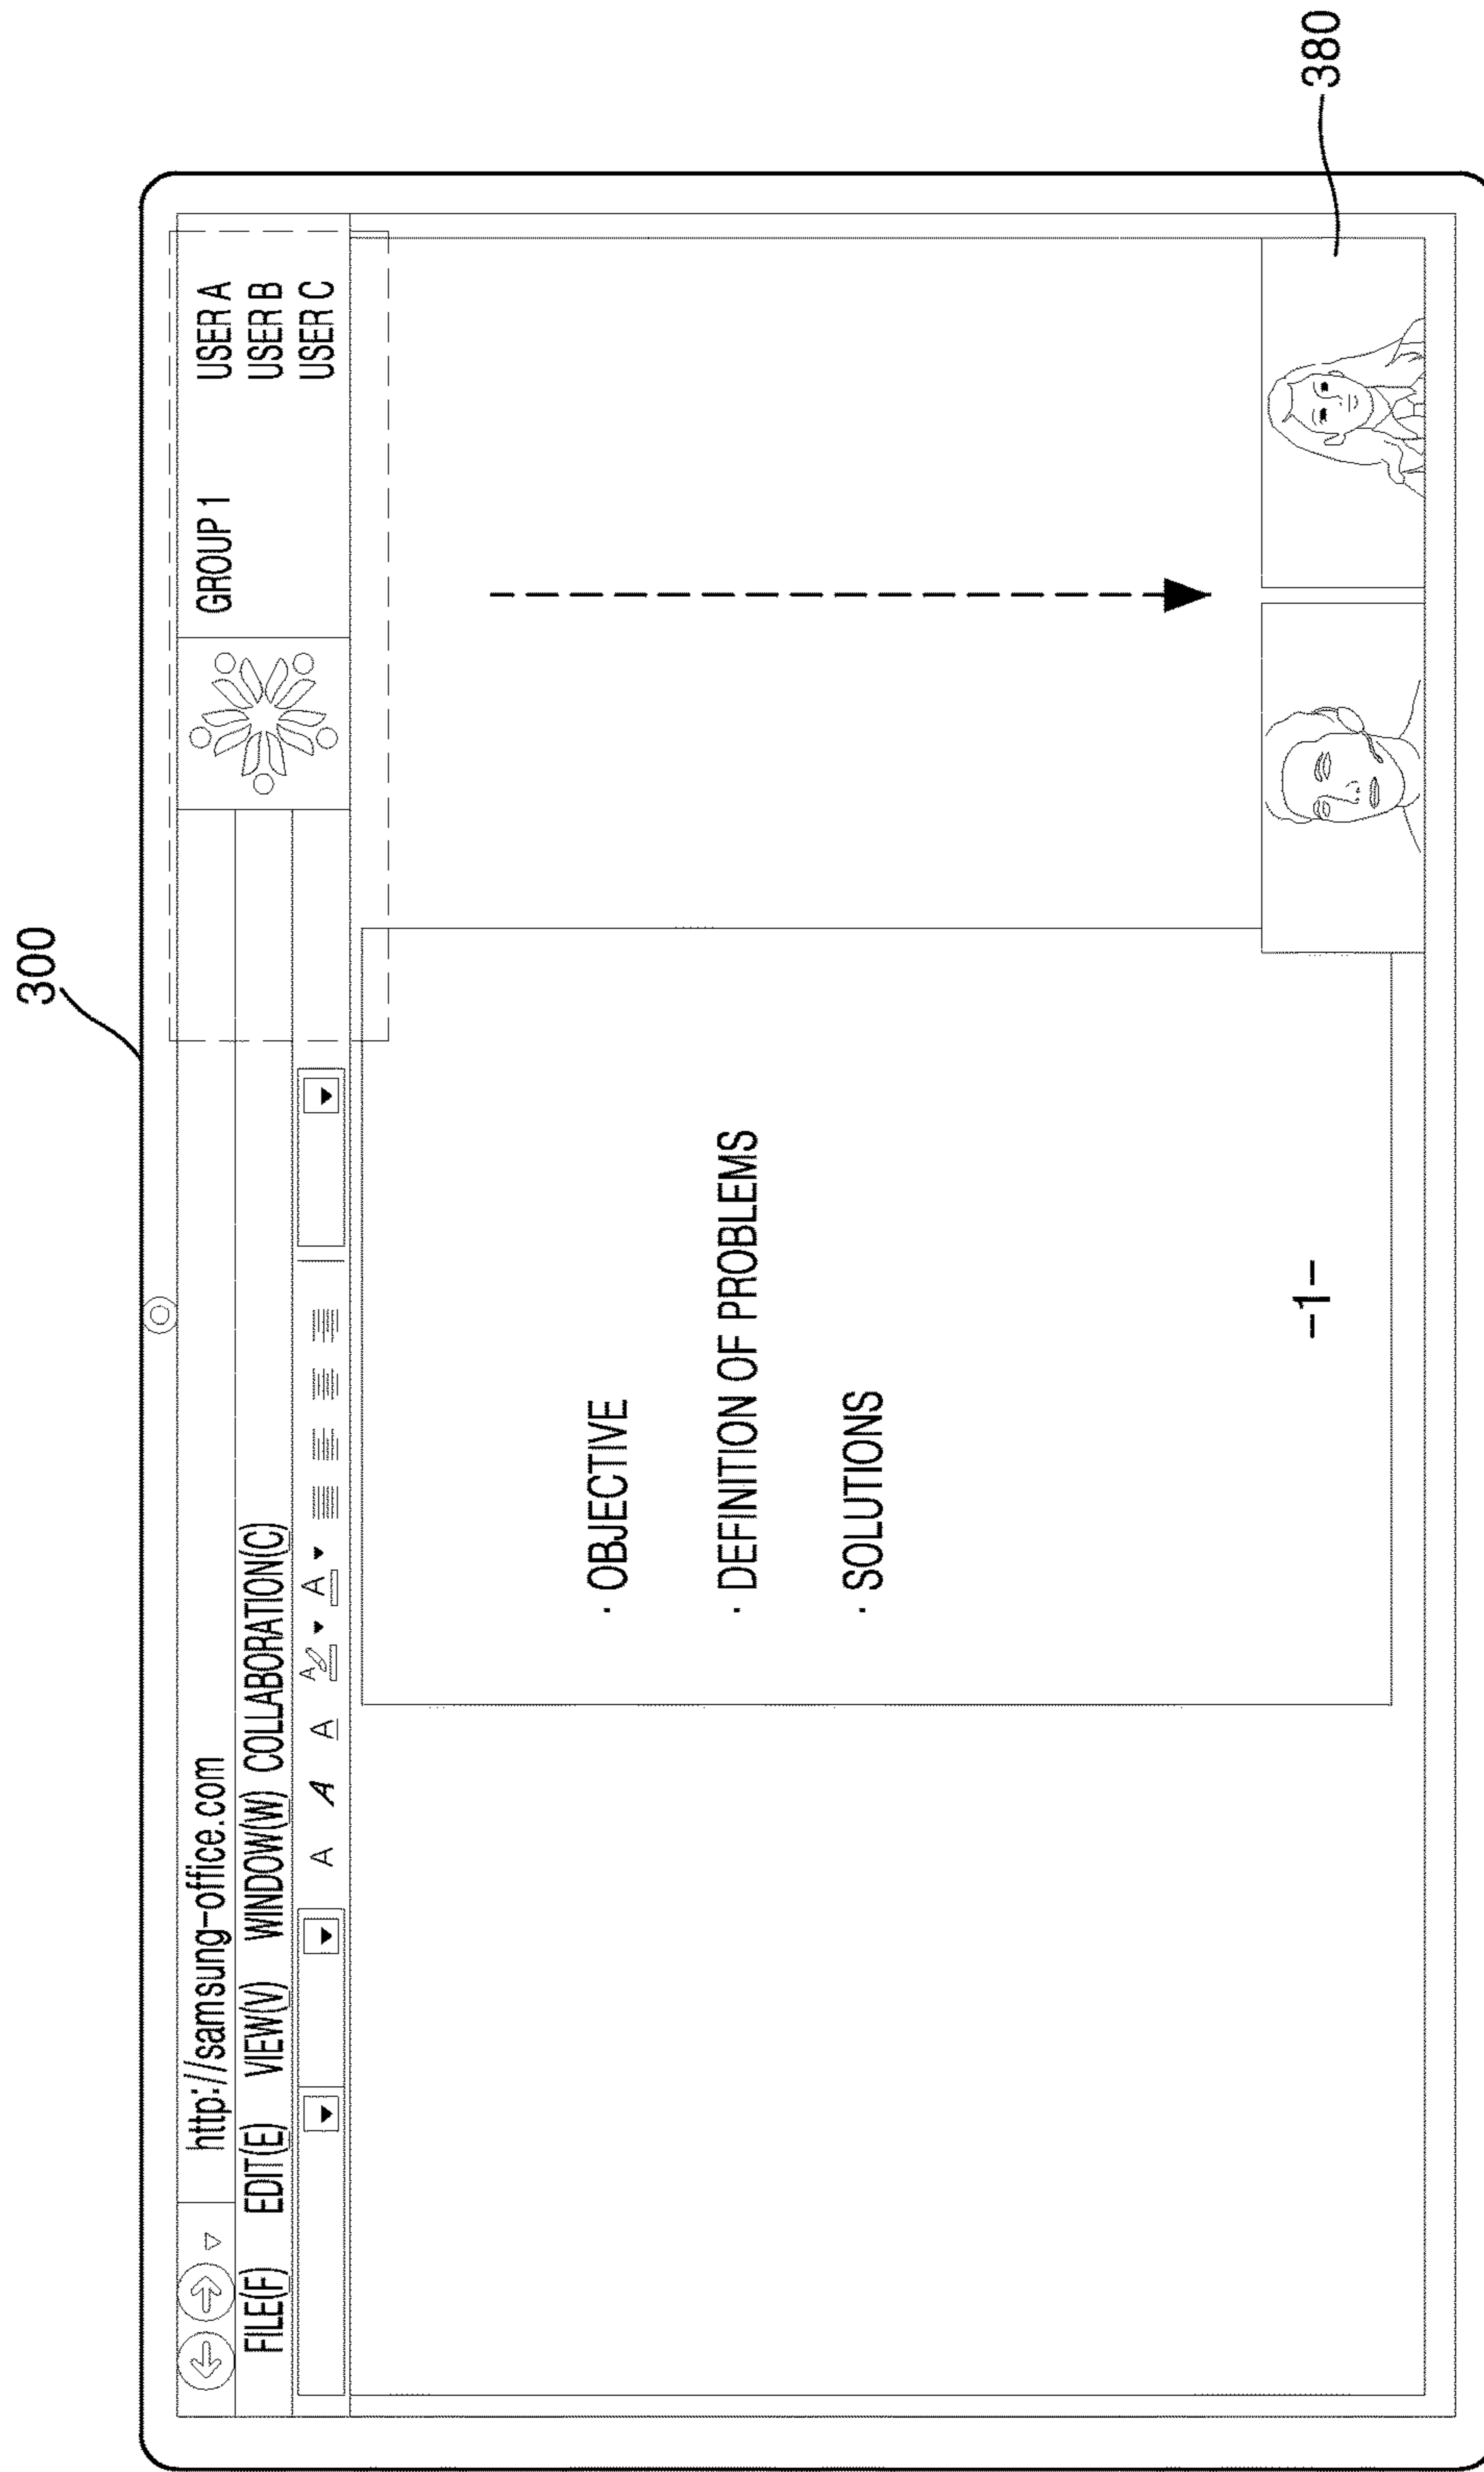 300
http://samsung-office.com
FILE(F) EDIT(E) VIEW(V) WINDOW(W) COLLABORATION(C)
A A A A A
GROUP 1
USER A
USER B
USER C
· OBJECTIVE
· DEFINITION OF PROBLEMS
· SOLUTIONS
-1-
380